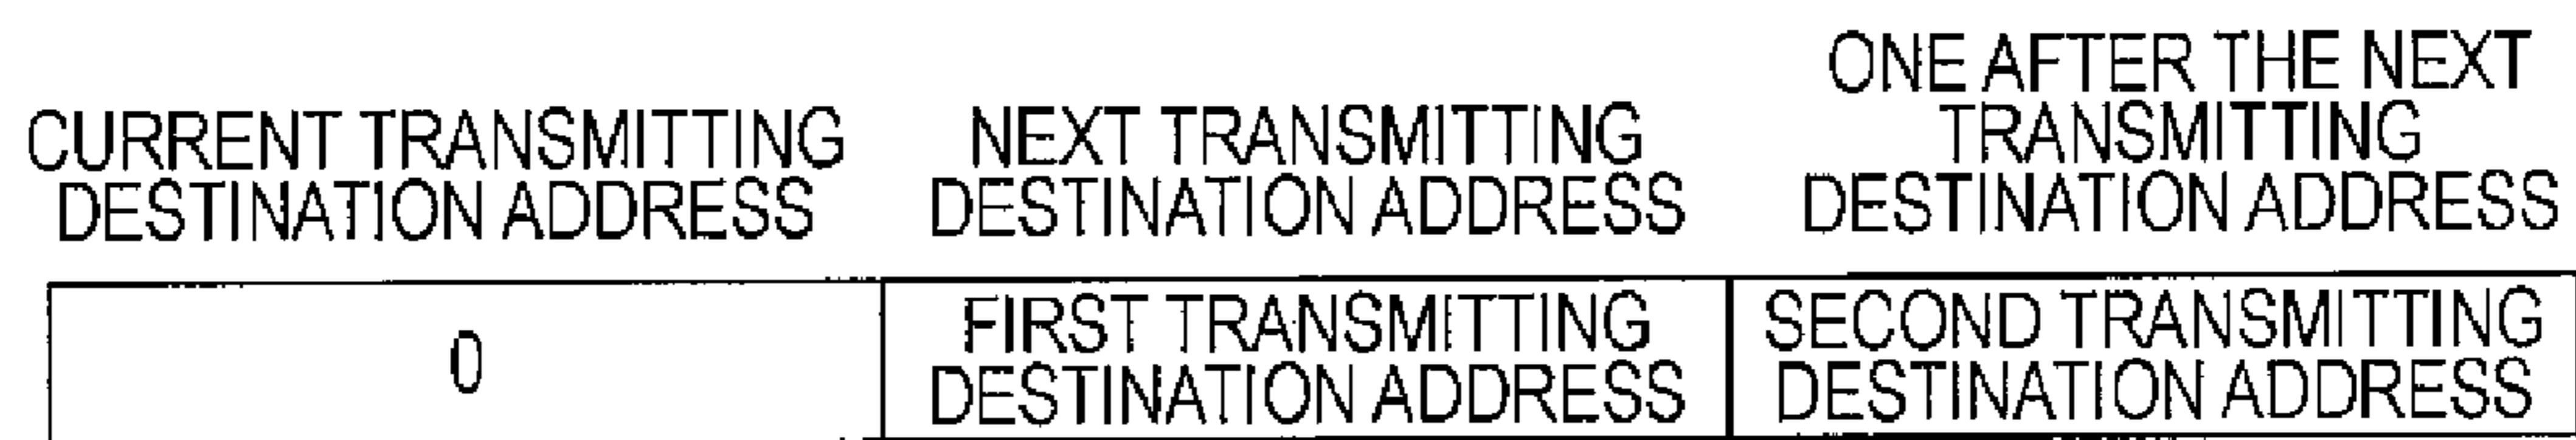 CURRENT TRANSMITTING
DESTINATION ADDRESS
NEXT TRANSMITTING
DESTINATION ADDRESS
ONE AFTER THE NEXT
TRANSMITTING
DESTINATION ADDRESS
0
FIRST TRANSMITTING
DESTINATION ADDRESS
SECOND TRANSMITTING
DESTINATION ADDRESS